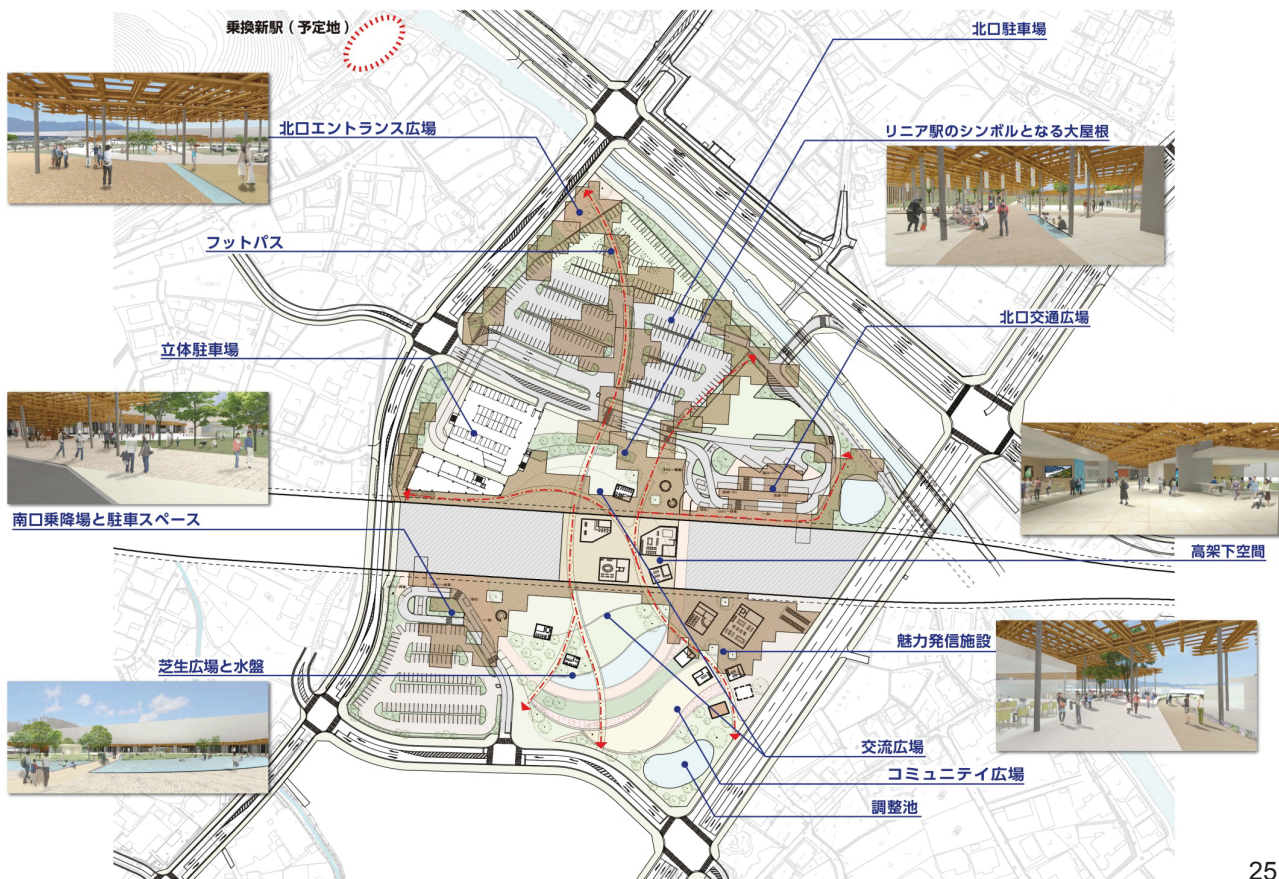 乗換新駅（予定地）
北口駐車場
北口エントランス広場
リニア駅のシンボルとなる大屋根
フットパス
北口交通広場
立体駐車場
南口乗降場と駐車スペース
高架下空間
魅力発信施設
芝生広場と水盤
交流広場
コミュニテイ広場
調整池
25